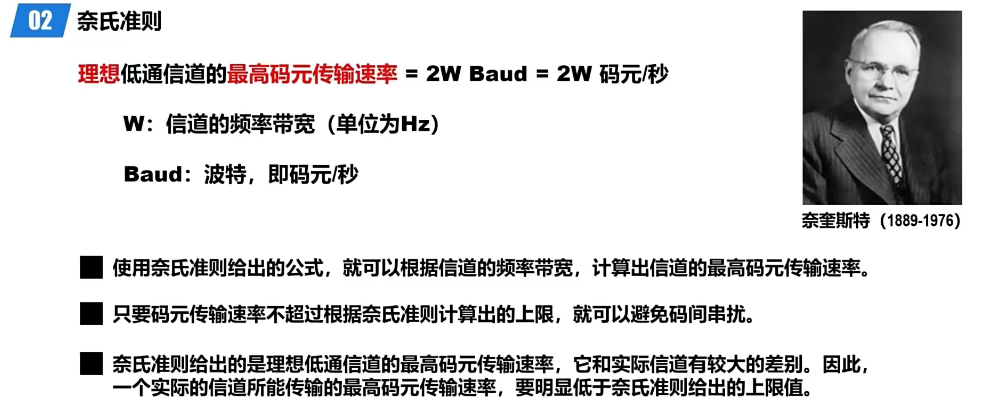 02 奈氏准则
理想低通信道的最高码元传输速率 = 2W Baud = 2W 码元/秒
W：信道的频率带宽（单位为Hz）
Baud：波特，即码元/秒
奈奎斯特（1889-1976）
使用奈氏准则给出的公式，就可以根据信道的频率带宽，计算出信道的最高码元传输速率。
只要码元传输速率不超过根据奈氏准则计算出的上限，就可以避免码间串扰。
奈氏准则给出的是理想低通信道的最高码元传输速率，它和实际信道有较大的差别。因此，
一个实际的信道所能传输的最高码元传输速率，要明显低于奈氏准则给出的上限值。